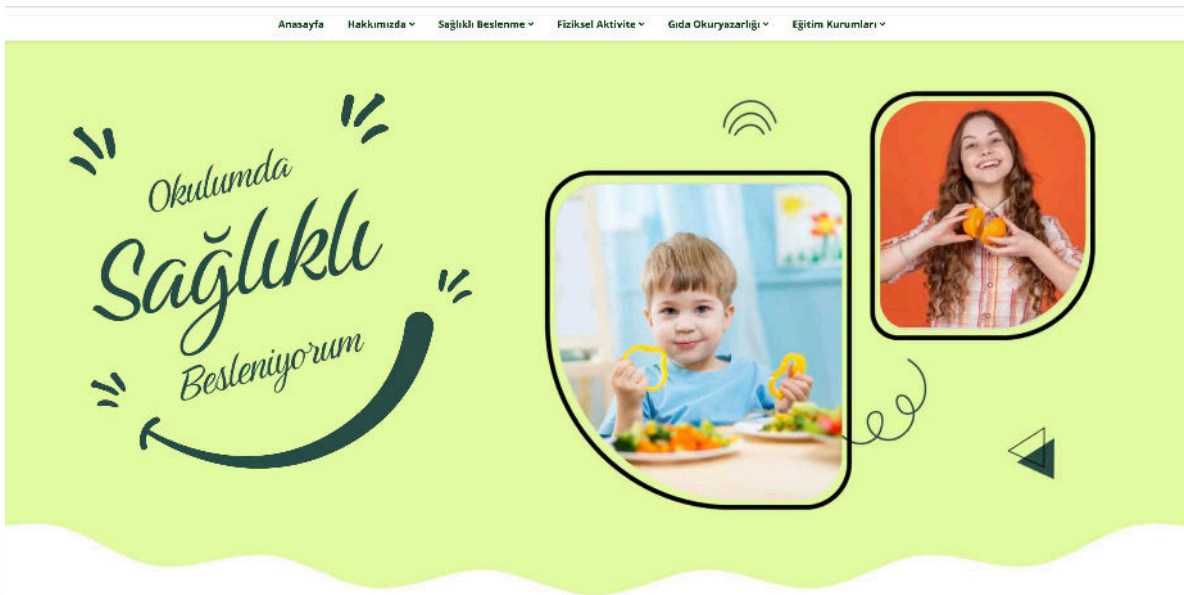 Anasayfa Hakkımızda Sağlıklı Beslenme Fiziksel Aktivite Gıda Okuryazarlığı Eğitim Kurumları
Okulumda
Sağlıklı
Besleniyorum